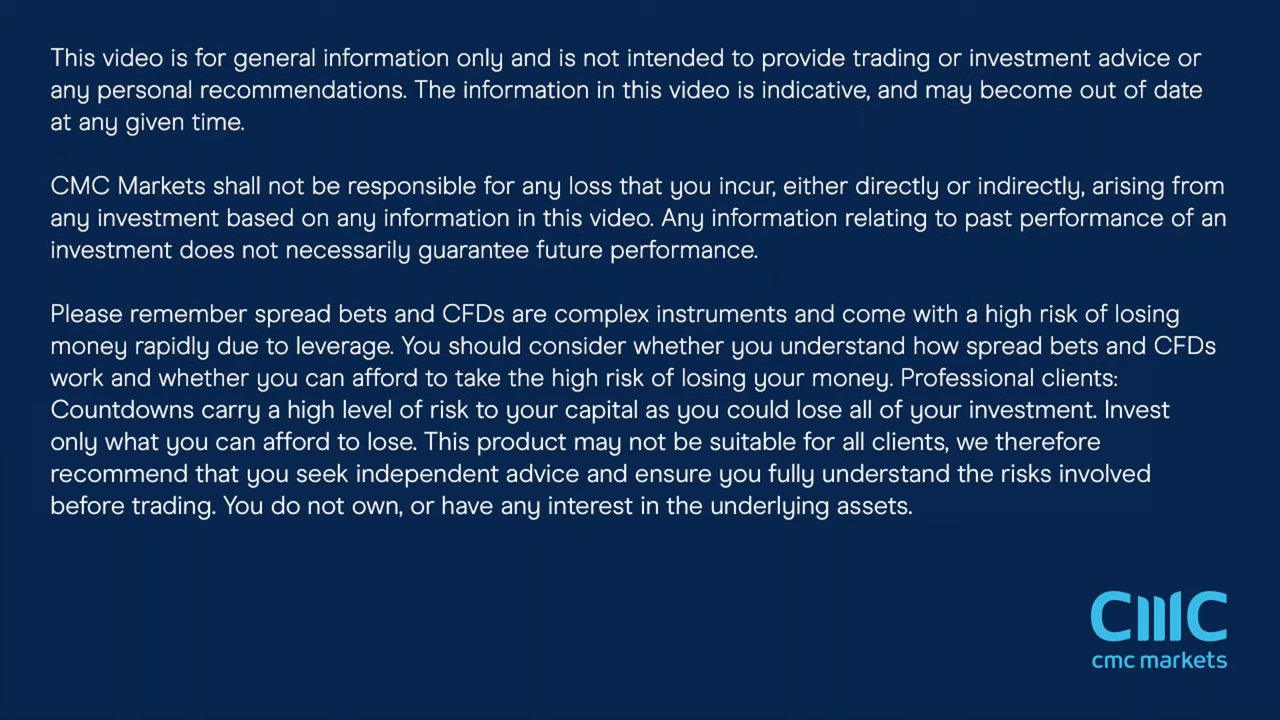 This video is for general information only and is not intended to provide trading or investment advice or
any personal recommendations. The information in this video is indicative, and may become out of date
at any given time.
CMC Markets shall not be responsible for any loss that you incur, either directly or indirectly, arising from
any investment based on any information in this video. Any information relating to past performance of an
investment does not necessarily guarantee future performance.
Please remember spread bets and CFDs are complex instruments and come with a high risk of losing
money rapidly due to leverage. You should consider whether you understand how spread bets and CFDs
work and whether you can afford to take the high risk of losing your money. Professional clients:
Countdowns carry a high level of risk to your capital as you could lose all of your investment. Invest
only what you can afford to lose. This product may not be suitable for all clients, we therefore
recommend that you seek independent advice and ensure you fully understand the risks involved
before trading. You do not own, or have any interest in the underlying assets.
CMC
cmc markets